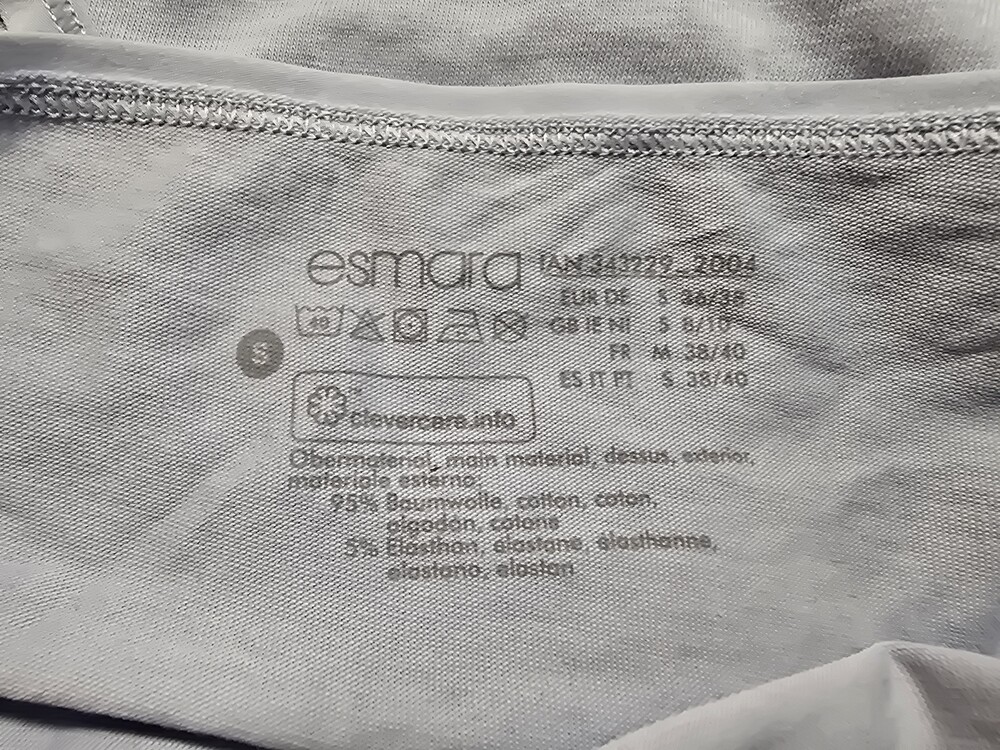 esmara IAN 343229_2004
EUR DE S 36/38
40
GB IE NI S 8/10
S
FR M 38/40
ES IT PT S 38/40
clevercare.info™
Obermaterial, main material, dessus, exterior,
materiale esterno:
95% Baumwolle, cotton, coton,
algodón, cotone
5% Elasthan, elastane, élasthanne,
elastano, elastan